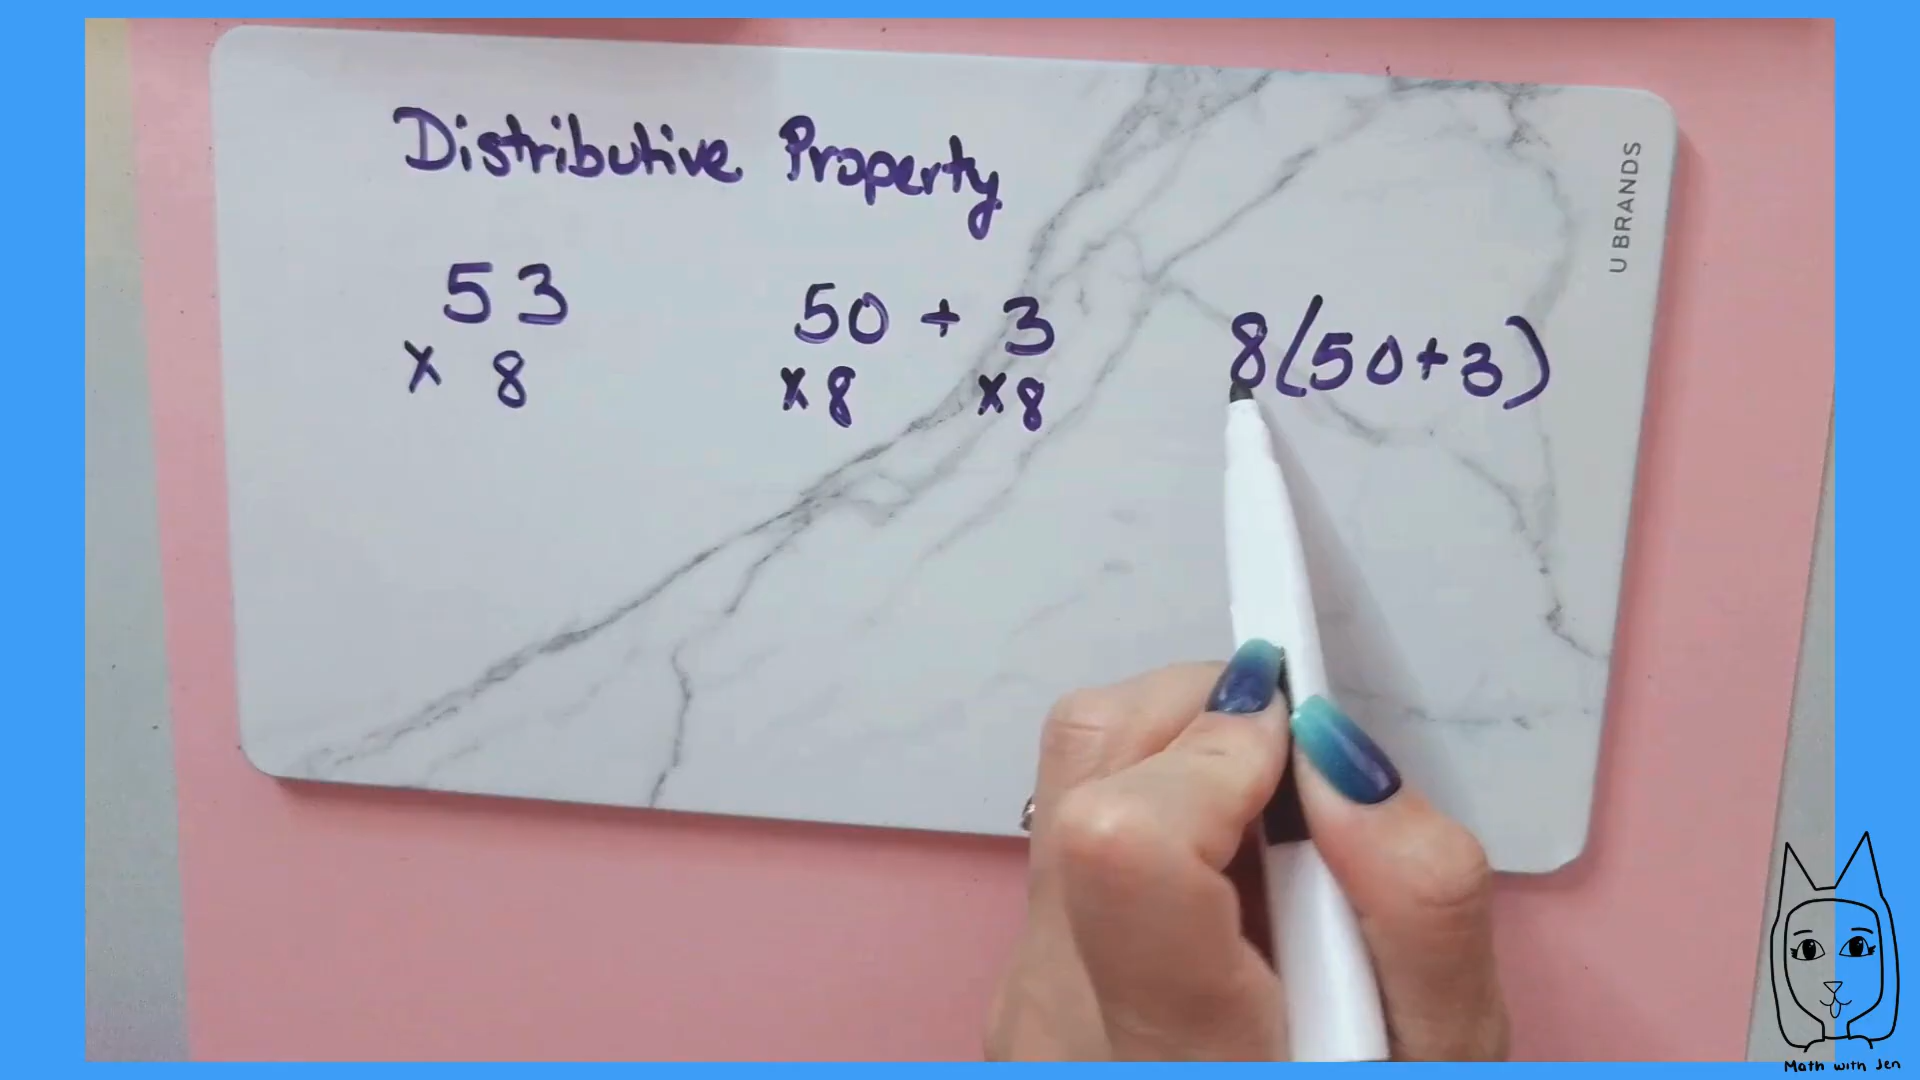 Distributive Property
53
x 8
50 + 3
x8 x8
8(50+3)
U BRANDS
Math with Jen